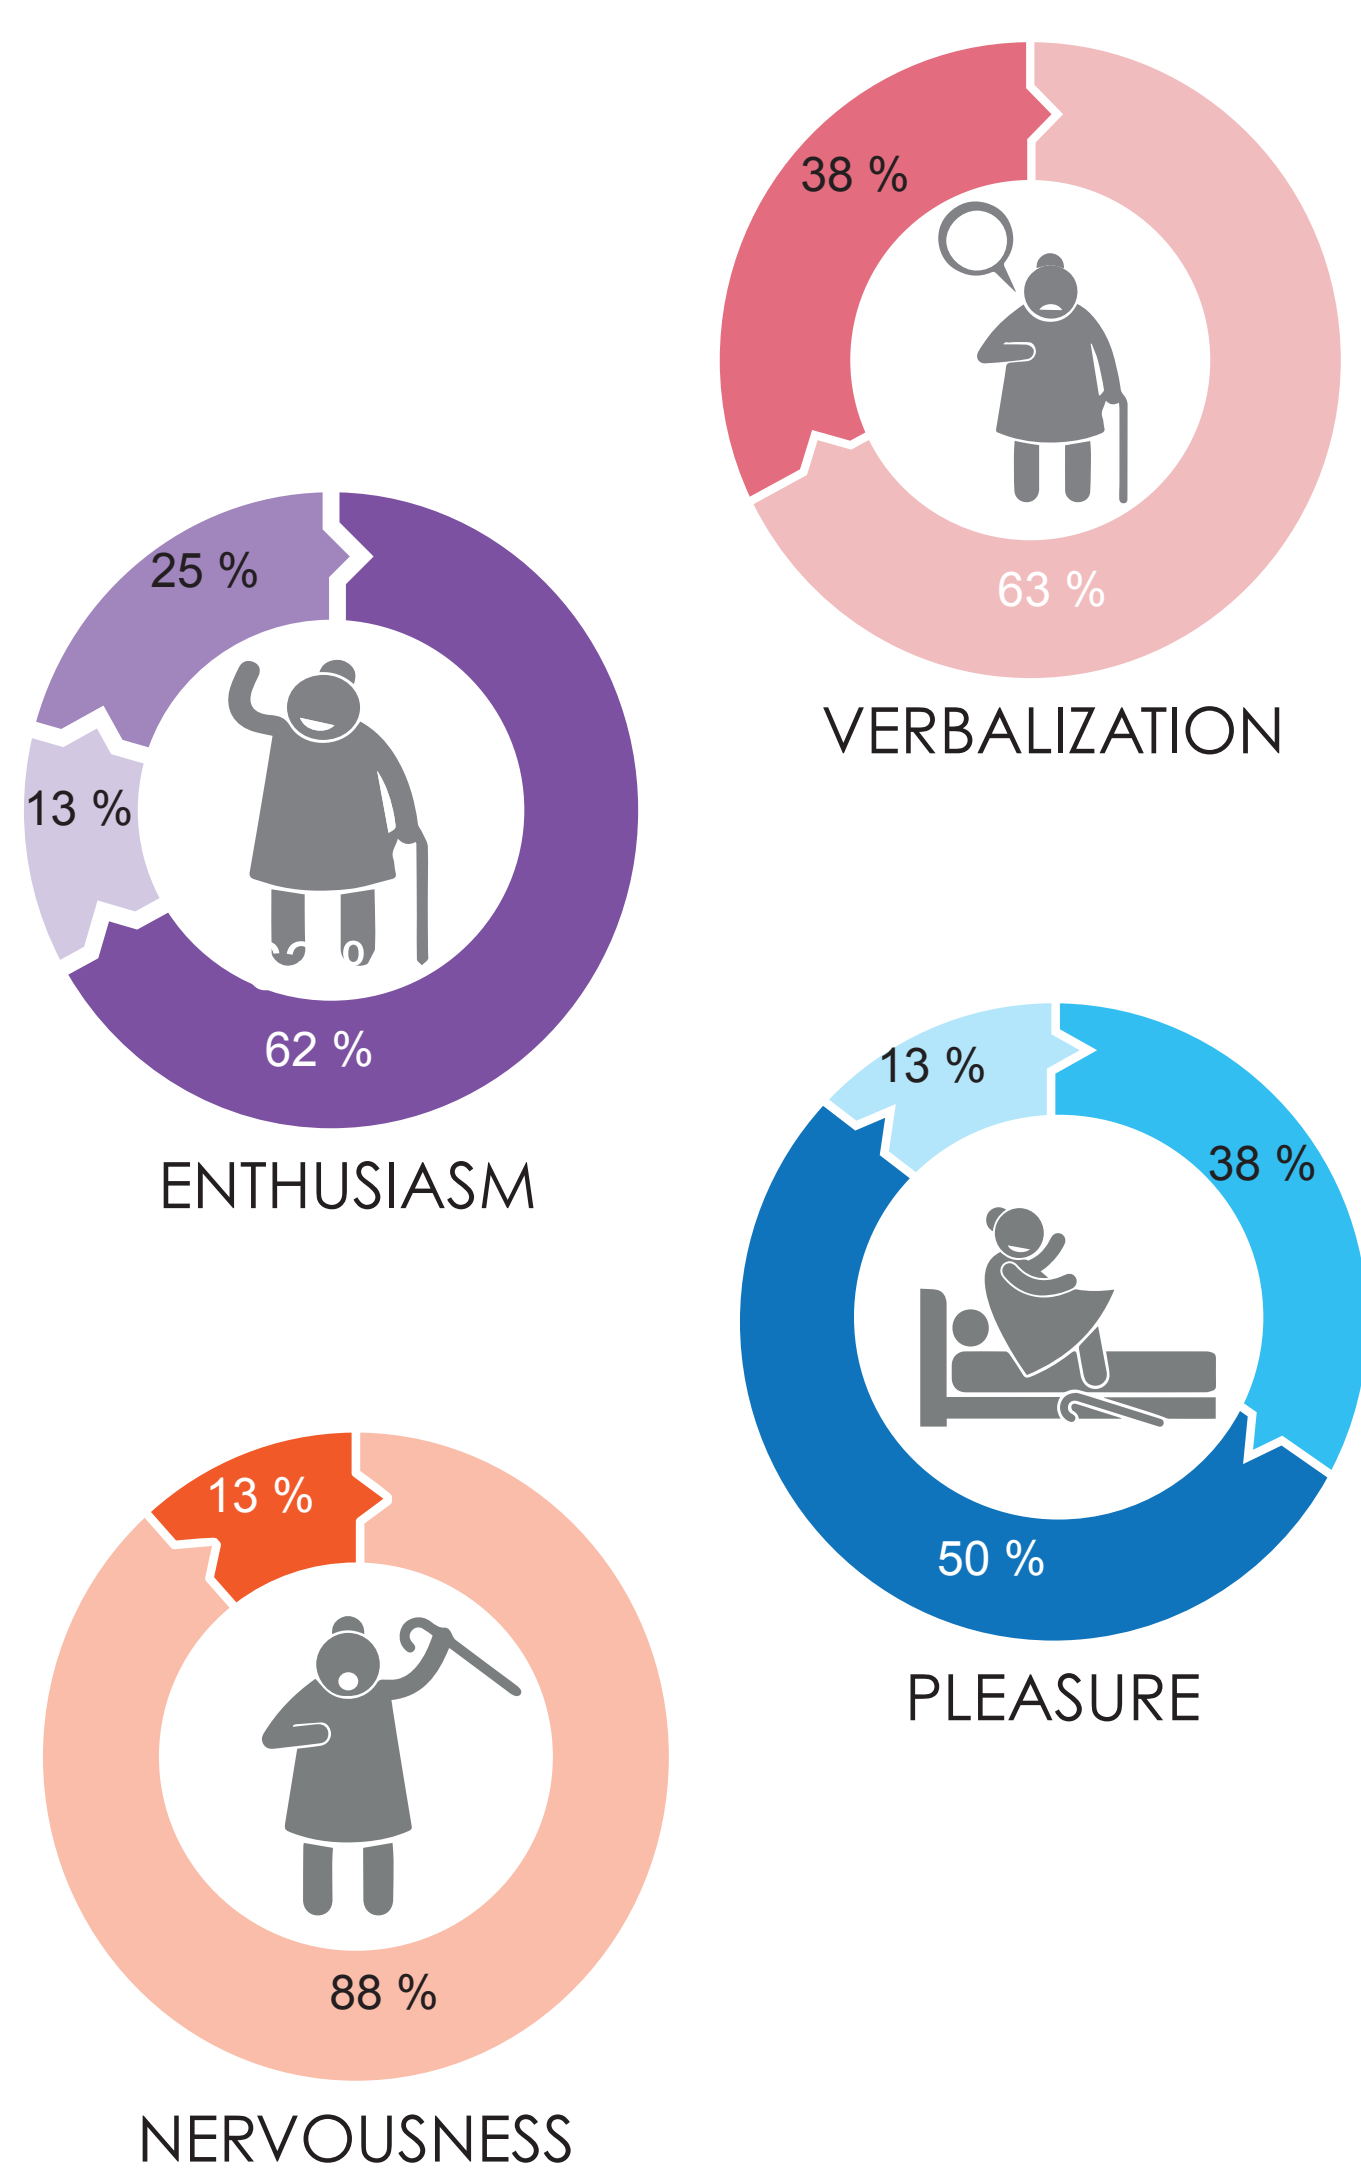 38 %
63 %
VERBALIZATION
25 %
13 %
62 %
ENTHUSIASM
13 %
38 %
50 %
PLEASURE
13 %
88 %
NERVOUSNESS